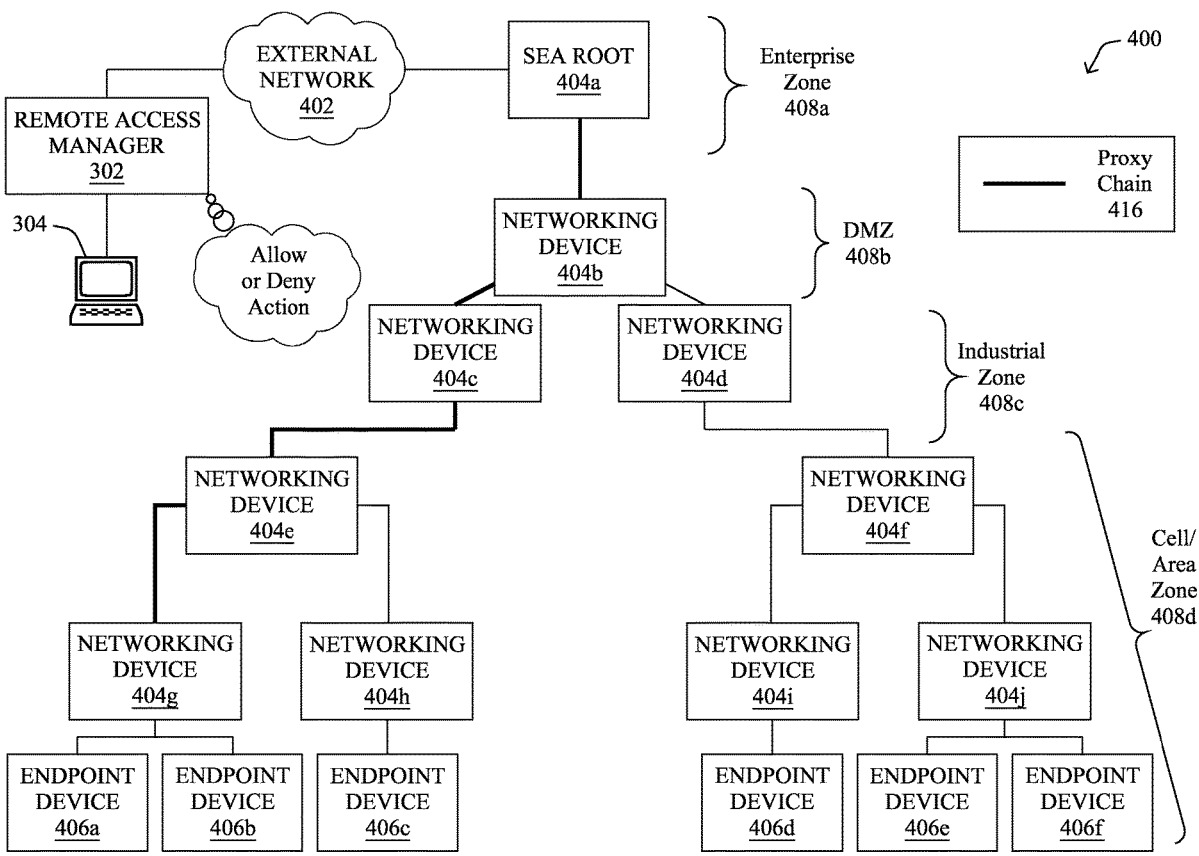 EXTERNAL
NETWORK
402
SEA ROOT
404a
Enterprise
Zone
408a
400
REMOTE ACCESS
MANAGER
302
Proxy
Chain
416
304
Allow
or Deny
Action
NETWORKING
DEVICE
404b
DMZ
408b
NETWORKING
DEVICE
404c
NETWORKING
DEVICE
404d
Industrial
Zone
408c
NETWORKING
DEVICE
404e
NETWORKING
DEVICE
404f
Cell/
Area
Zone
408d
NETWORKING
DEVICE
404g
NETWORKING
DEVICE
404h
NETWORKING
DEVICE
404i
NETWORKING
DEVICE
404j
ENDPOINT
DEVICE
406a
ENDPOINT
DEVICE
406b
ENDPOINT
DEVICE
406c
ENDPOINT
DEVICE
406d
ENDPOINT
DEVICE
406e
ENDPOINT
DEVICE
406f